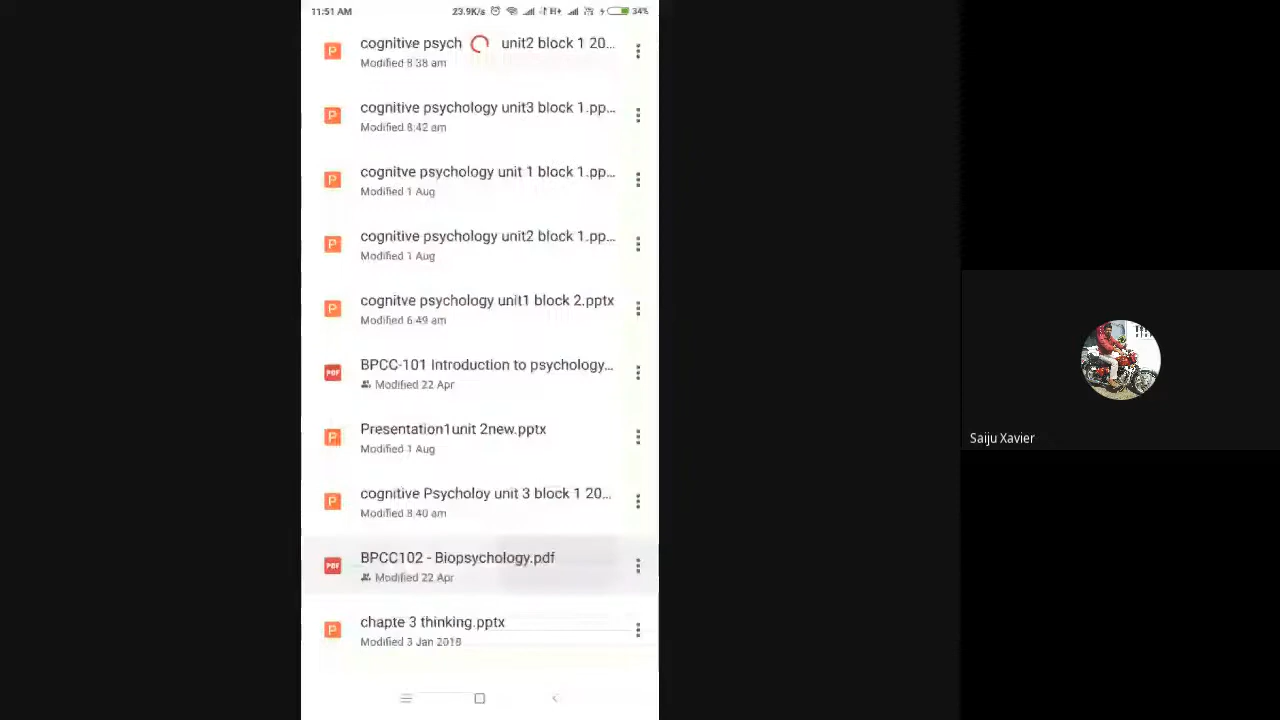 11:51 AM 23.9K/s H+ 34%
cognitive psych unit2 block 1 20...
Modified 8:38 am
P
cognitive psychology unit3 block 1.pp...
Modified 8:42 am
P
cognitve psychology unit 1 block 1.pp...
Modified 1 Aug
P
cognitive psychology unit2 block 1.pp...
Modified 1 Aug
P
cognitve psychology unit1 block 2.pptx
Modified 6:49 am
P
BPCC-101 Introduction to psychology...
Modified 22 Apr
PDF
Presentation1unit 2new.pptx
Modified 1 Aug
P
cognitive Psycholoy unit 3 block 1 20...
Modified 8:40 am
P
BPCC102 - Biopsychology.pdf
Modified 22 Apr
PDF
chapte 3 thinking.pptx
Modified 3 Jan 2018
P
Saiju Xavier